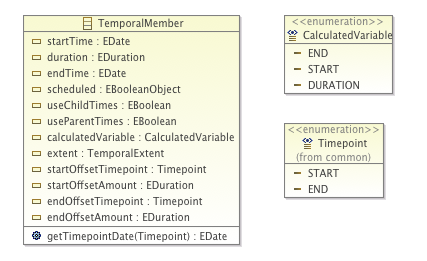 TemporalMember
startTime : EDate
duration : EDuration
endTime : EDate
scheduled : EBooleanObject
useChildTimes : EBoolean
useParentTimes : EBoolean
calculatedVariable : CalculatedVariable
extent : TemporalExtent
startOffsetTimepoint : Timepoint
startOffsetAmount : EDuration
endOffsetTimepoint : Timepoint
endOffsetAmount : EDuration
getTimepointDate(Timepoint) : EDate
<<enumeration>>
CalculatedVariable
END
START
DURATION
<<enumeration>>
Timepoint
(from common)
START
END